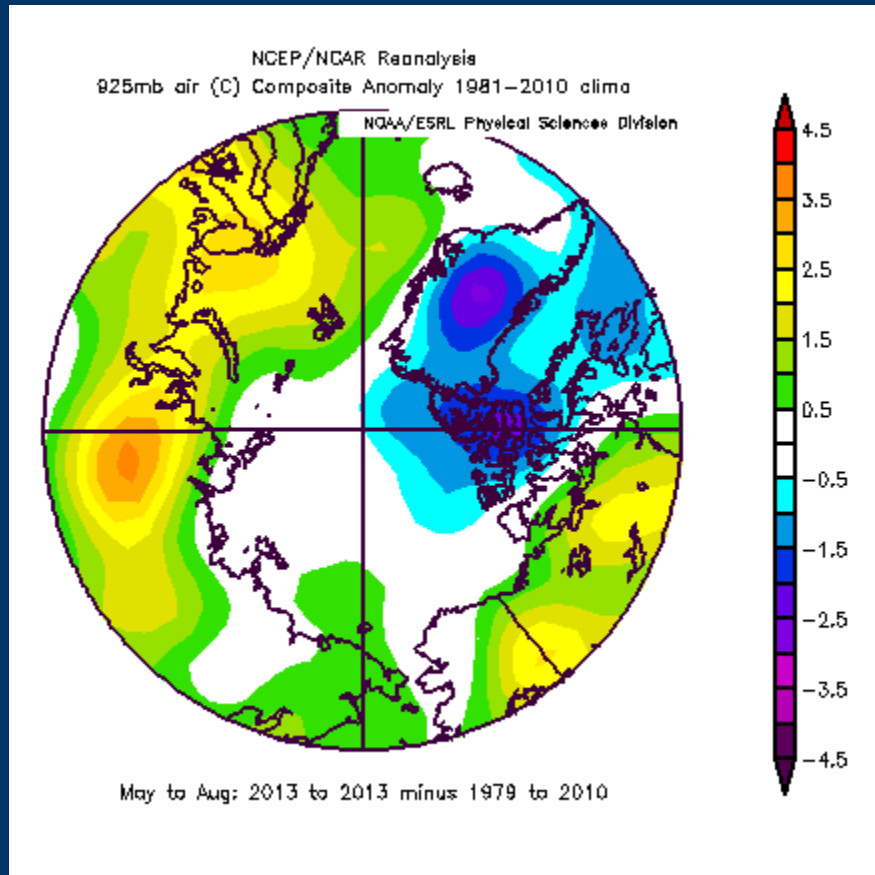 NCEP/NCAR Reanalysis
925mb air (C) Composite Anomaly 1981-2010 clima
NOAA/ESRL Physical Sciences Division
4.5
3.5
2.5
1.5
0.5
-0.5
-1.5
-2.5
-3.5
-4.5
May to Aug: 2013 to 2013 minus 1979 to 2010